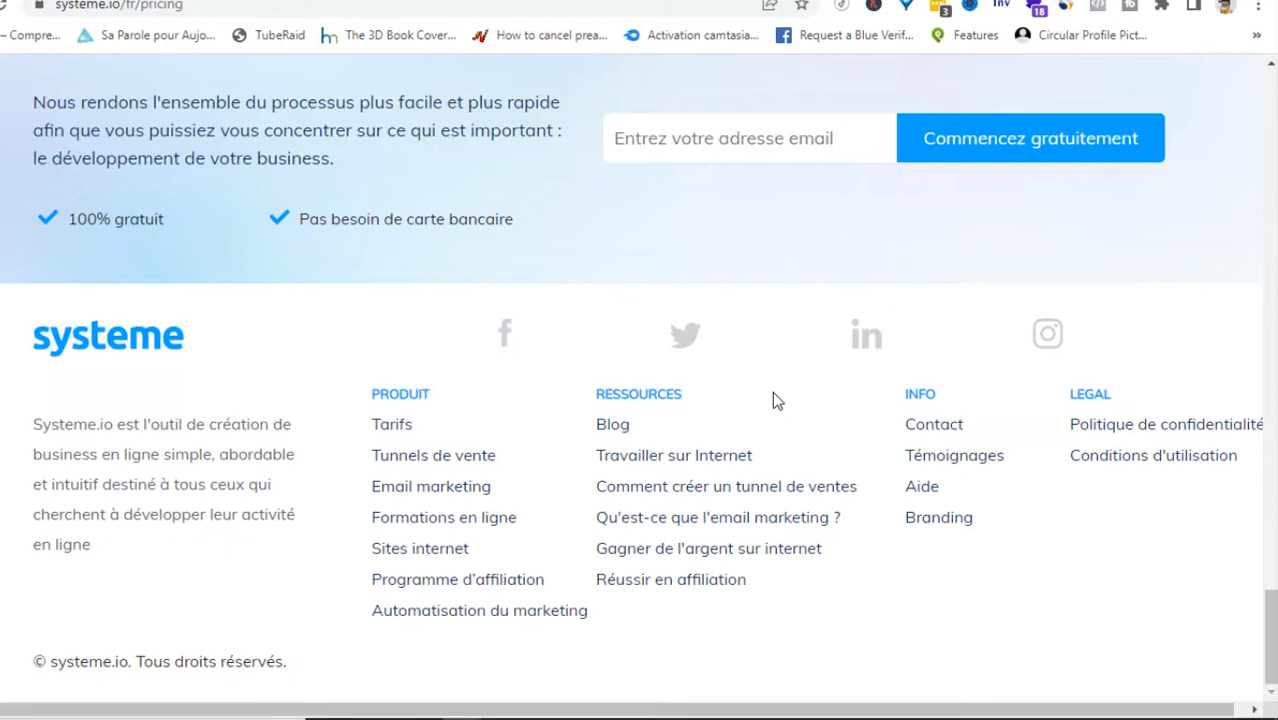 systeme.io/fr/pricing
3
Inv
18
– Compre...
Sa Parole pour Aujo...
TubeRaid
The 3D Book Cover...
How to cancel prea...
Activation camtasia...
Request a Blue Verif...
Features
Circular Profile Pict...
»
Nous rendons l'ensemble du processus plus facile et plus rapide
afin que vous puissiez vous concentrer sur ce qui est important :
le développement de votre business.
Entrez votre adresse email
Commencez gratuitement
100% gratuit
Pas besoin de carte bancaire
systeme
Systeme.io est l'outil de création de
business en ligne simple, abordable
et intuitif destiné à tous ceux qui
cherchent à développer leur activité
en ligne
PRODUIT
Tarifs
Tunnels de vente
Email marketing
Formations en ligne
Sites internet
Programme d’affiliation
Automatisation du marketing
RESSOURCES
Blog
Travailler sur Internet
Comment créer un tunnel de ventes
Qu'est-ce que l'email marketing ?
Gagner de l'argent sur internet
Réussir en affiliation
INFO
Contact
Témoignages
Aide
Branding
LEGAL
Politique de confidentialité
Conditions d'utilisation
© systeme.io. Tous droits réservés.